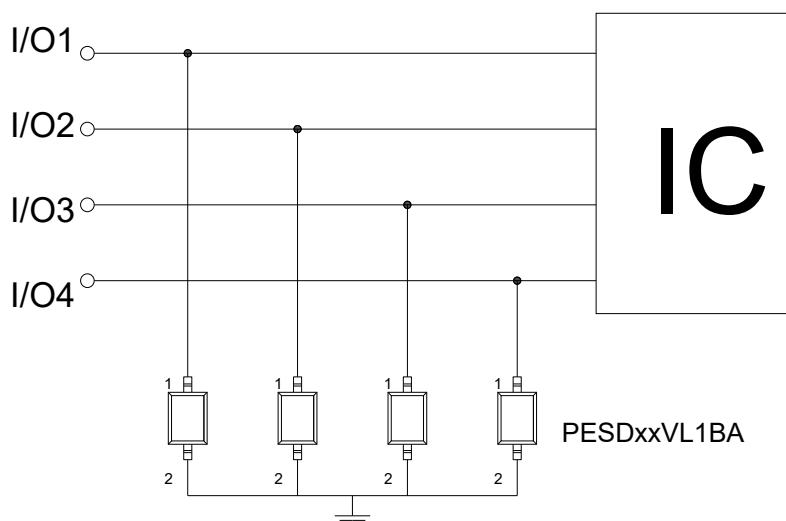 I/O1
I/O2
I/O3
I/O4
IC
1 1 1 1
PESDxxVL1BA
2 2 2 2